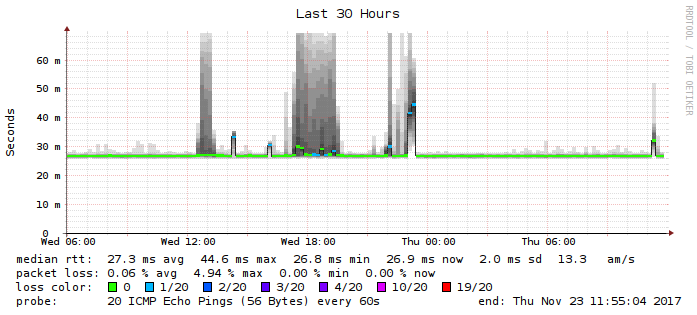 Last 30 Hours
RRDTOOL / TOBI OETIKER
Seconds
60 m
50 m
40 m
30 m
20 m
10 m
0
Wed 06:00 Wed 12:00 Wed 18:00 Thu 00:00 Thu 06:00
median rtt: 27.3 ms avg 44.6 ms max 26.8 ms min 26.9 ms now 2.0 ms sd 13.3 am/s
packet loss: 0.06 % avg 4.94 % max 0.00 % min 0.00 % now
loss color: 0 1/20 2/20 3/20 4/20 10/20 19/20
probe: 20 ICMP Echo Pings (56 Bytes) every 60s end: Thu Nov 23 11:55:04 2017